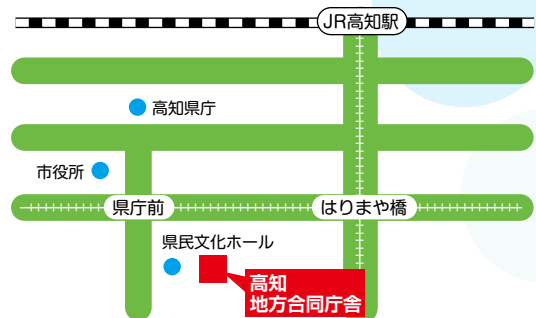 JR高知駅
高知県庁
市役所
県庁前
はりまや橋
県民文化ホール
高知
地方合同庁舎